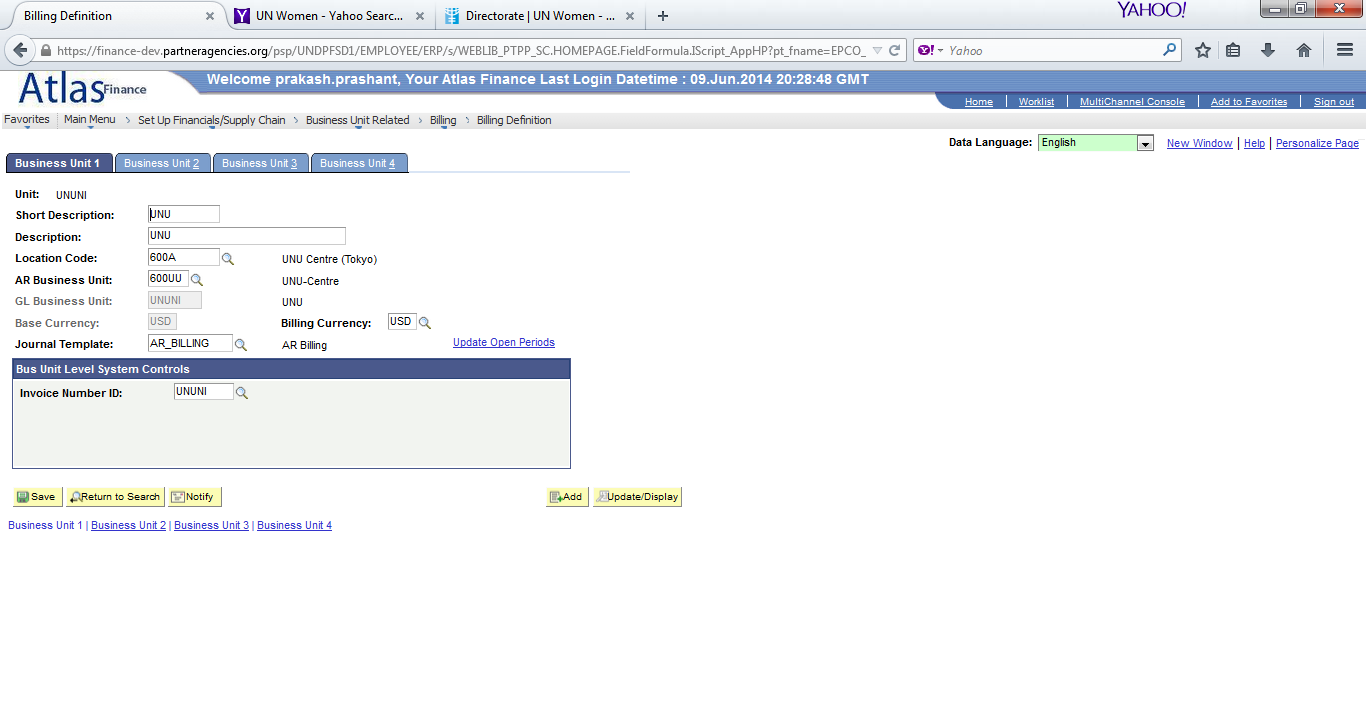 Billing Definition
UN Women - Yahoo Searc...
Directorate | UN Women - ...
YAHOO!
https://finance-dev.partneragencies.org/psp/UNDPFSD1/EMPLOYEE/ERP/s/WEBLIB_PTPP_SC.HOMEPAGE.FieldFormula.IScript_AppHP?pt_fname=EPCO_
Yahoo
Atlas Finance
Welcome prakash.prashant, Your Atlas Finance Last Login Datetime : 09.Jun.2014 20:28:48 GMT
Home | Worklist | MultiChannel Console | Add to Favorites | Sign out
Favorites Main Menu > Set Up Financials/Supply Chain > Business Unit Related > Billing > Billing Definition
Data Language: English New Window | Help | Personalize Page
Business Unit 1 Business Unit 2 Business Unit 3 Business Unit 4
Unit: UNUNI
Short Description: UNU
Description: UNU
Location Code: 600A UNU Centre (Tokyo)
AR Business Unit: 600UU UNU-Centre
GL Business Unit: UNUNI UNU
Base Currency: USD Billing Currency: USD
Journal Template: AR_BILLING AR Billing Update Open Periods
Bus Unit Level System Controls
Invoice Number ID: UNUNI
Save Return to Search Notify Add Update/Display
Business Unit 1 | Business Unit 2 | Business Unit 3 | Business Unit 4